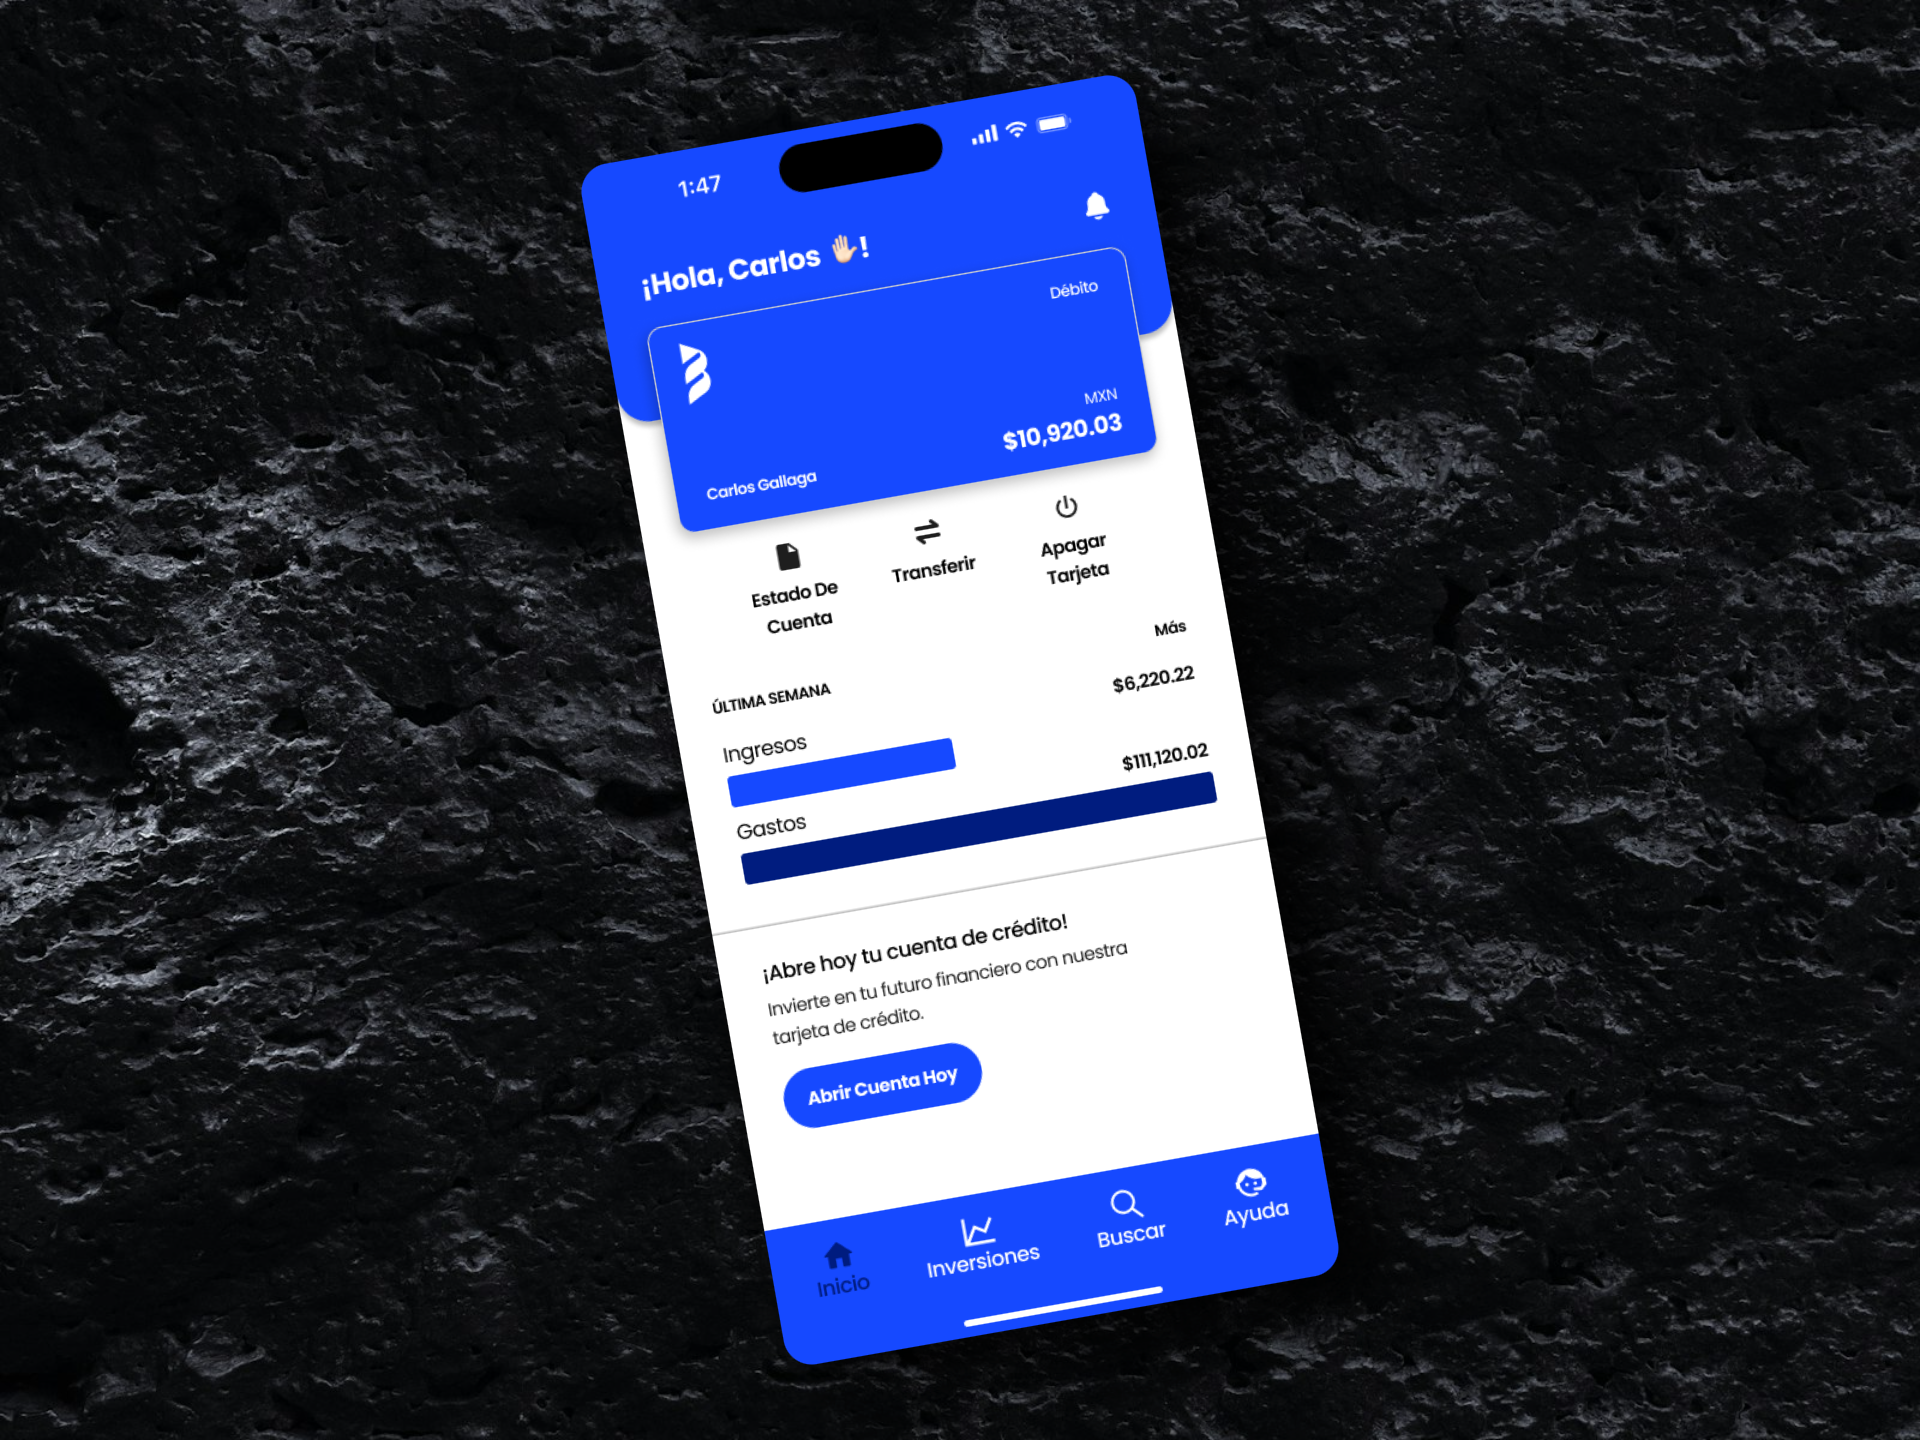 1:47
¡Hola, Carlos 🖐🏻!
Débito
MXN
$10,920.03
Carlos Gallaga
Estado De
Cuenta
Transferir
Apagar
Tarjeta
Más
ÚLTIMA SEMANA
$6,220.22
Ingresos
$111,120.02
Gastos
¡Abre hoy tu cuenta de crédito!
Invierte en tu futuro financiero con nuestra
tarjeta de crédito.
Abrir Cuenta Hoy
Inicio
Inversiones
Buscar
Ayuda